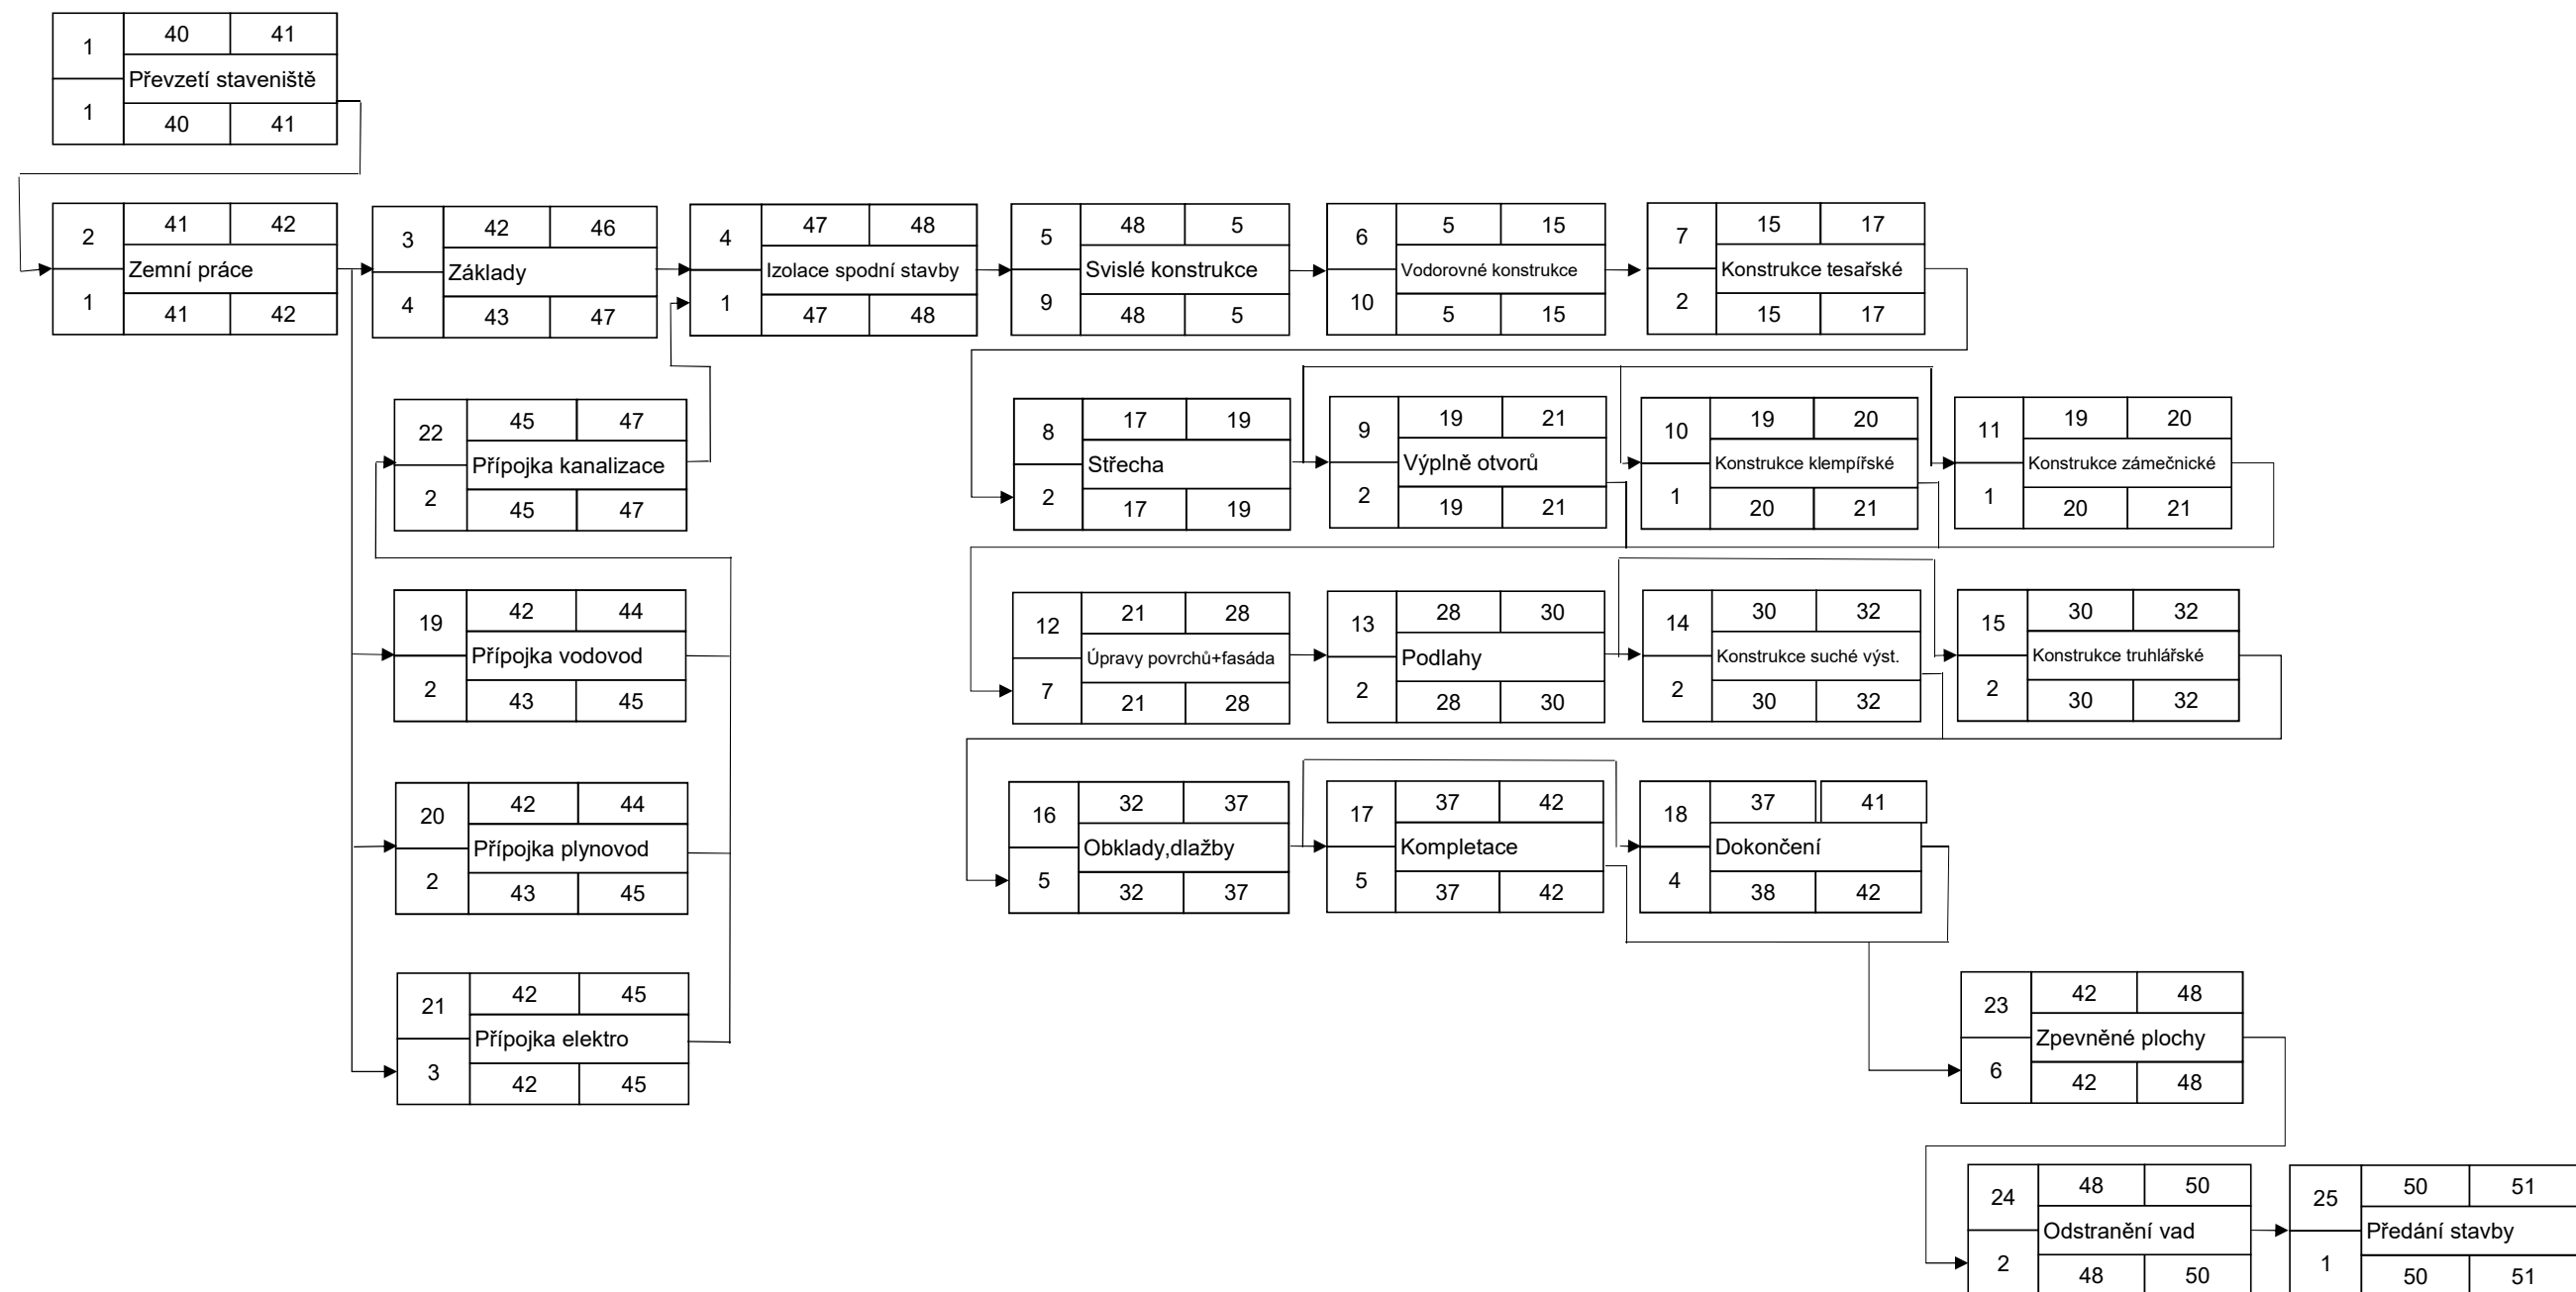 1 40 41
Převzetí staveniště
1 40 41
2 41 42
Zemní práce
1 41 42
3 42 46
Základy
4 43 47
4 47 48
Izolace spodní stavby
1 47 48
5 48 5
Svislé konstrukce
9 48 5
6 5 15
Vodorovné konstrukce
10 5 15
7 15 17
Konstrukce tesařské
2 15 17
22 45 47
Přípojka kanalizace
2 45 47
8 17 19
Střecha
2 17 19
9 19 21
Výplně otvorů
2 19 21
10 19 20
Konstrukce klempířské
1 20 21
11 19 20
Konstrukce zámečnické
1 20 21
19 42 44
Přípojka vodovod
2 43 45
12 21 28
Úpravy povrchů+fasáda
7 21 28
13 28 30
Podlahy
2 28 30
14 30 32
Konstrukce suché výst.
2 30 32
15 30 32
Konstrukce truhlářské
2 30 32
20 42 44
Přípojka plynovod
2 43 45
16 32 37
Obklady,dlažby
5 32 37
17 37 42
Kompletace
5 37 42
18 37 41
Dokončení
4 38 42
21 42 45
Přípojka elektro
3 42 45
23 42 48
Zpevněné plochy
6 42 48
24 48 50
Odstranění vad
2 48 50
25 50 51
Předání stavby
1 50 51